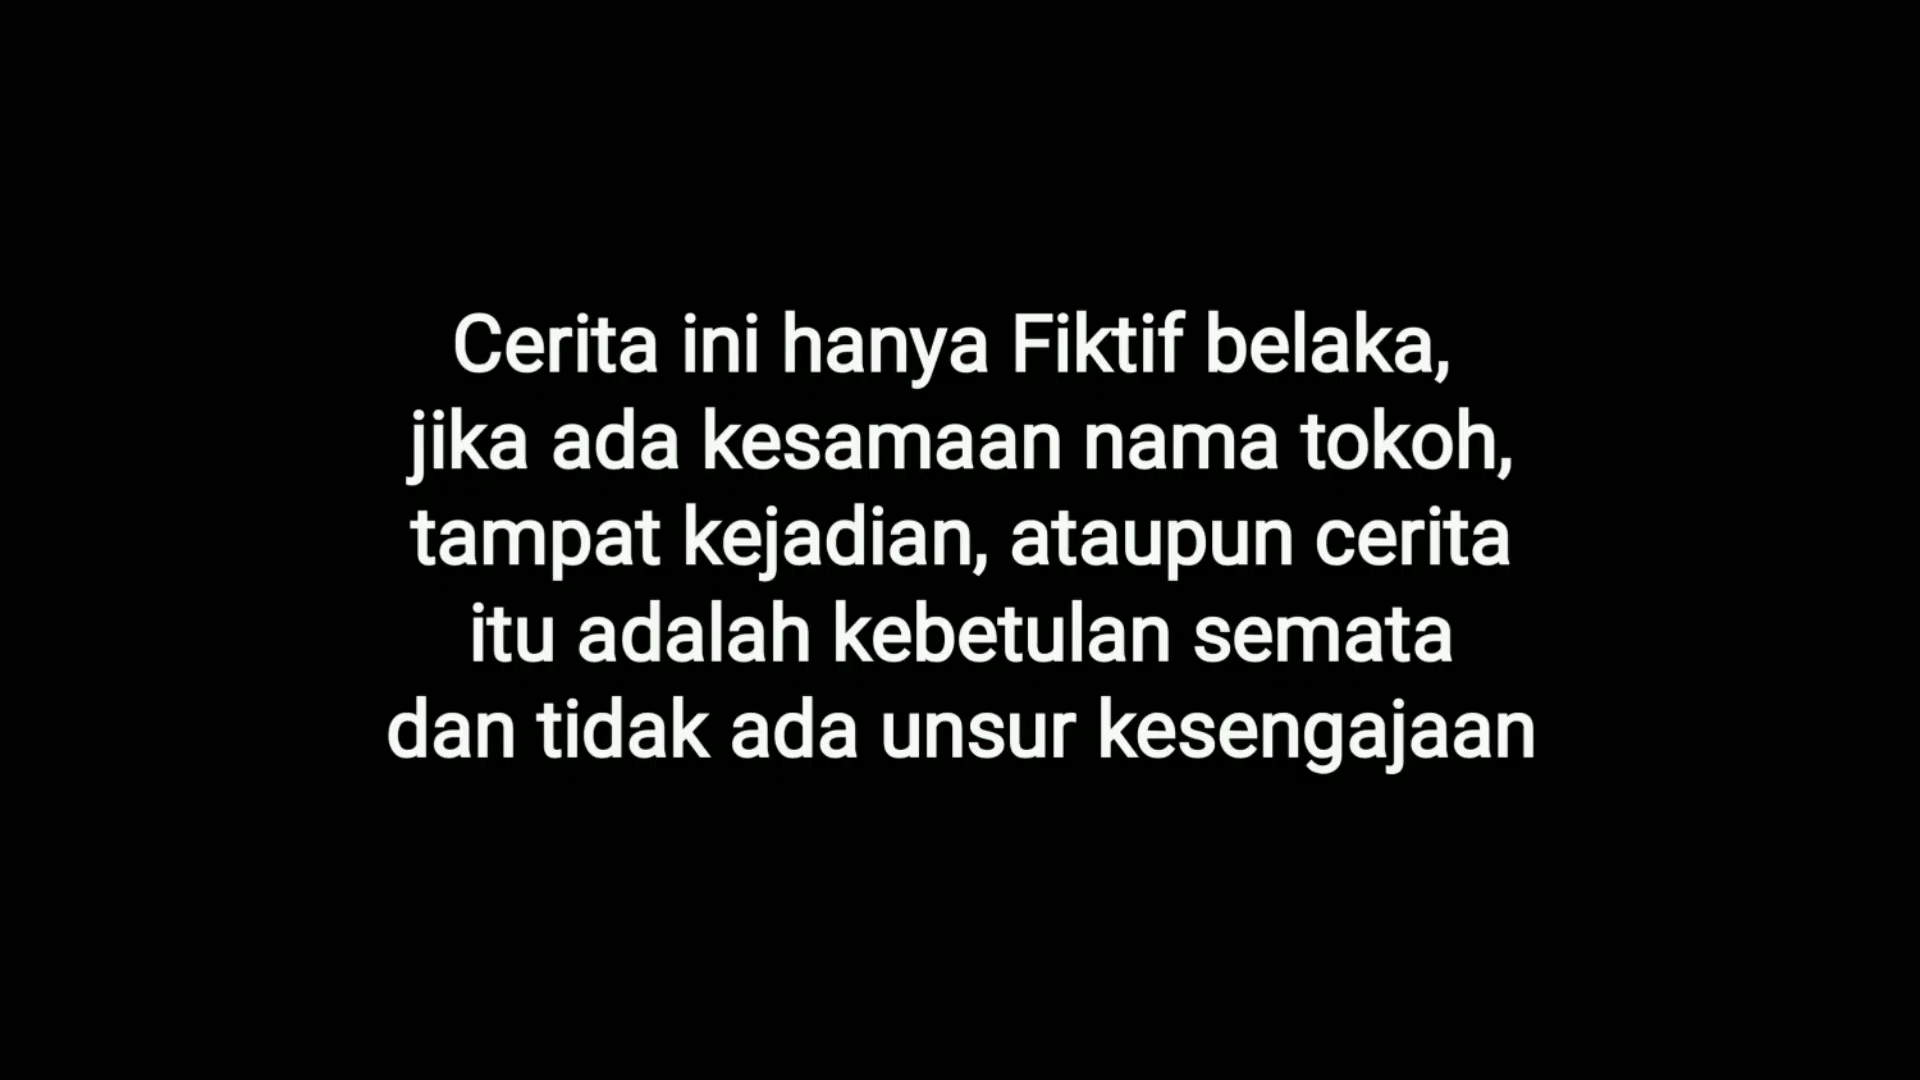 Cerita ini hanya Fiktif belaka,
jika ada kesamaan nama tokoh,
tampat kejadian, ataupun cerita
itu adalah kebetulan semata
dan tidak ada unsur kesengajaan